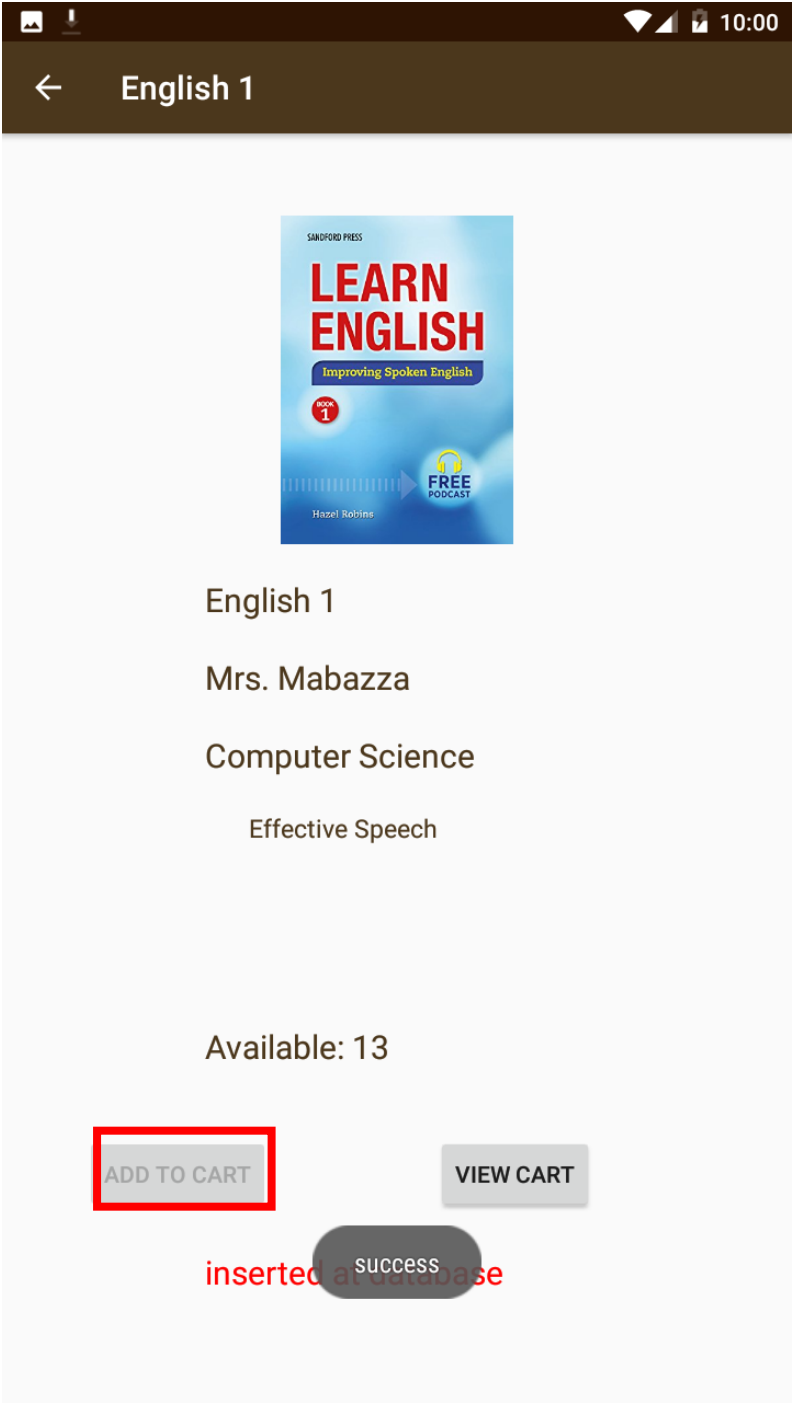 10:00
English 1
SANDFORD PRESS
LEARN
ENGLISH
Improving Spoken English
BOOK
1
FREE
PODCAST
Hazel Robins
English 1
Mrs. Mabazza
Computer Science
Effective Speech
Available: 13
ADD TO CART
VIEW CART
success
inserted at database